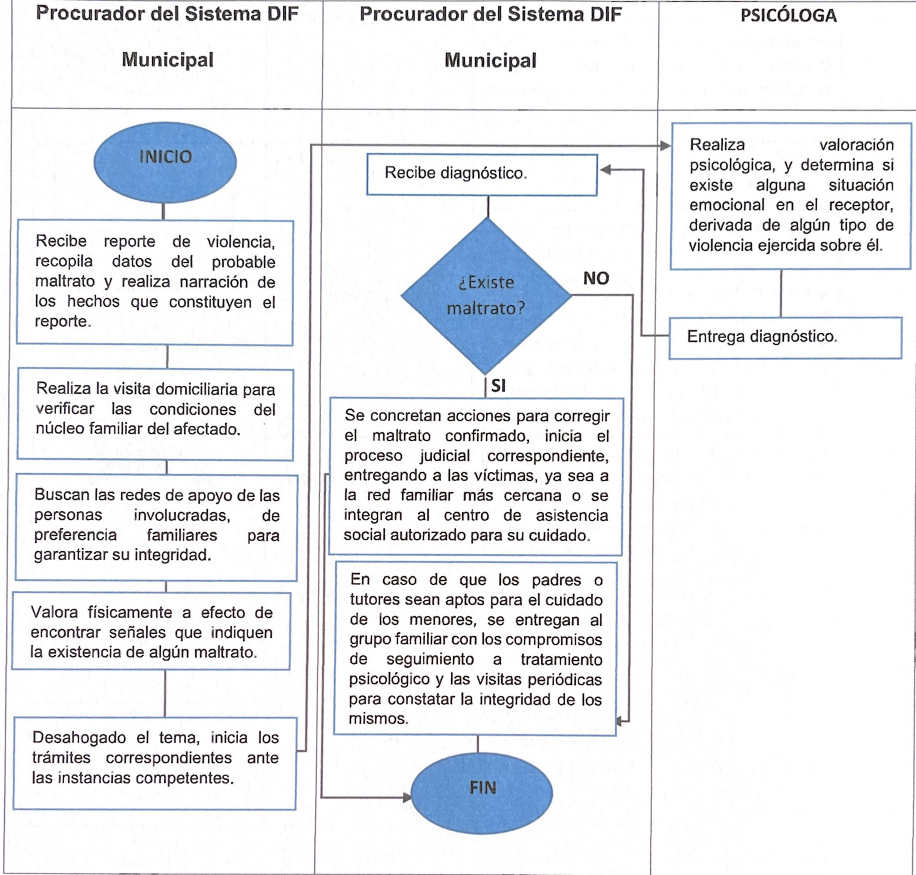 Procurador del Sistema DIF
Municipal
Procurador del Sistema DIF
Municipal
PSICÓLOGA
INICIO
Recibe reporte de violencia,
recopila datos del probable
maltrato y realiza narración de
los hechos que constituyen el
reporte.
Realiza la visita domiciliaria para
verificar las condiciones del
núcleo familiar del afectado.
Buscan las redes de apoyo de las
personas involucradas, de
preferencia familiares para
garantizar su integridad.
Valora físicamente a efecto de
encontrar señales que indiquen
la existencia de algún maltrato.
Desahogado el tema, inicia los
trámites correspondientes ante
las instancias competentes.
Recibe diagnóstico.
¿Existe
maltrato?
NO
SI
Se concretan acciones para corregir
el maltrato confirmado, inicia el
proceso judicial correspondiente,
entregando a las víctimas, ya sea a
la red familiar más cercana o se
integran al centro de asistencia
social autorizado para su cuidado.
En caso de que los padres o
tutores sean aptos para el cuidado
de los menores, se entregan al
grupo familiar con los compromisos
de seguimiento a tratamiento
psicológico y las visitas periódicas
para constatar la integridad de los
mismos.
FIN
Realiza valoración
psicológica, y determina si
existe alguna situación
emocional en el receptor,
derivada de algún tipo de
violencia ejercida sobre él.
Entrega diagnóstico.